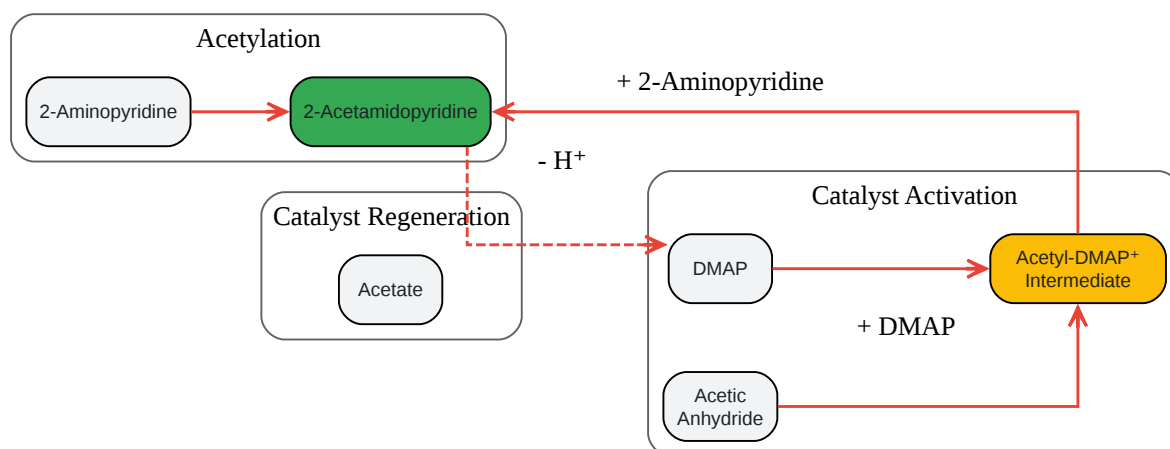 Acetylation
2-Aminopyridine
2-Acetamidopyridine
+ 2-Aminopyridine
- H⁺
Catalyst Regeneration
Acetate
Catalyst Activation
DMAP
Acetyl-DMAP⁺
Intermediate
+ DMAP
Acetic
Anhydride